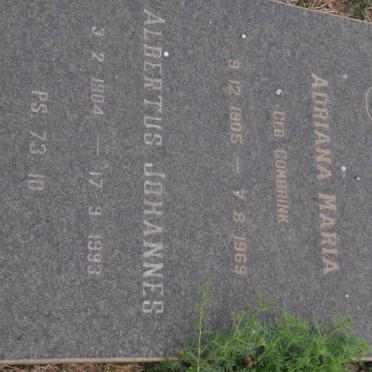 ADRIANA MARIA
GEB COMBRINK
9 12 1905 — 7 8 1969
ALBERTUS JOHANNES
3 2 1904 — 17 9 1993
PS 73 10